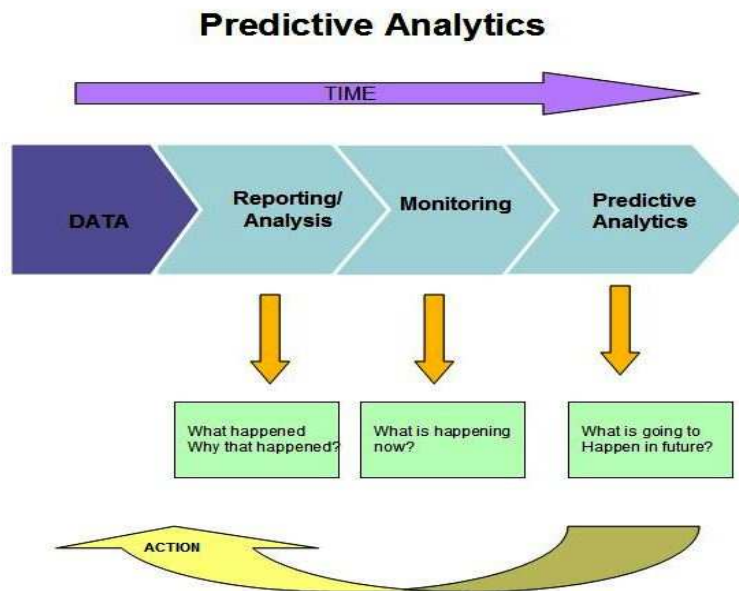 Predictive Analytics
TIME
DATA
Reporting/
Analysis
Monitoring
Predictive
Analytics
What happened
Why that happened?
What is happening
now?
What is going to
Happen in future?
ACTION